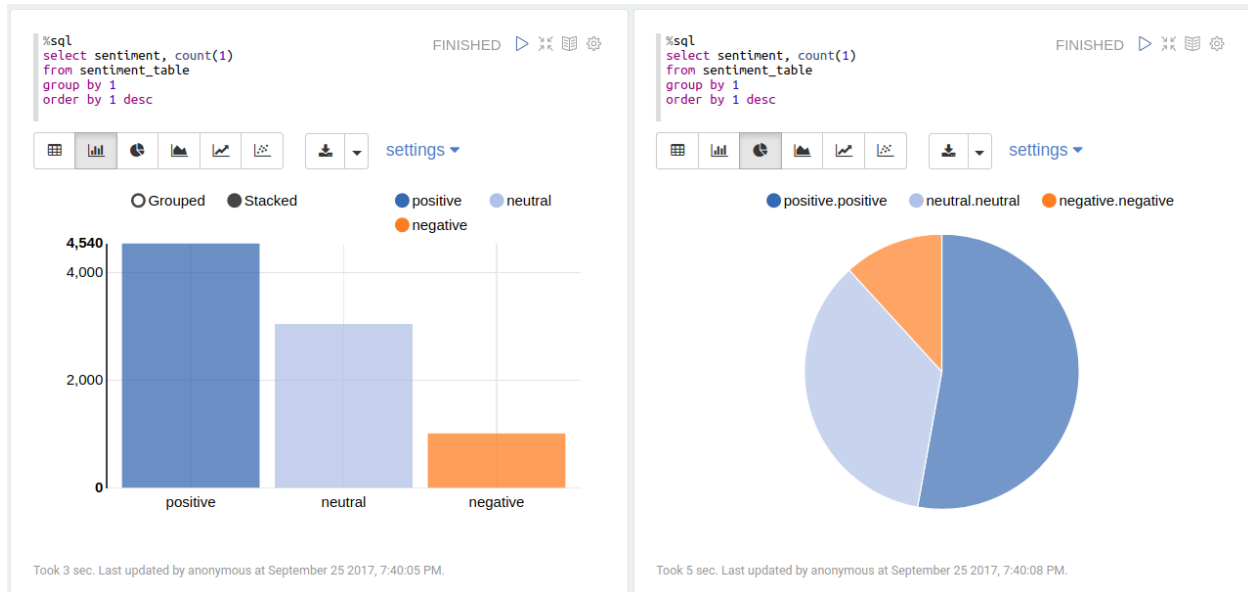 %sql
select sentiment, count(1)
from sentiment_table
group by 1
order by 1 desc
FINISHED
settings
Grouped Stacked
positive neutral
negative
4,540
4,000
2,000
0
positive neutral negative
Took 3 sec. Last updated by anonymous at September 25 2017, 7:40:05 PM.
%sql
select sentiment, count(1)
from sentiment_table
group by 1
order by 1 desc
FINISHED
settings
positive.positive neutral.neutral negative.negative
Took 5 sec. Last updated by anonymous at September 25 2017, 7:40:08 PM.